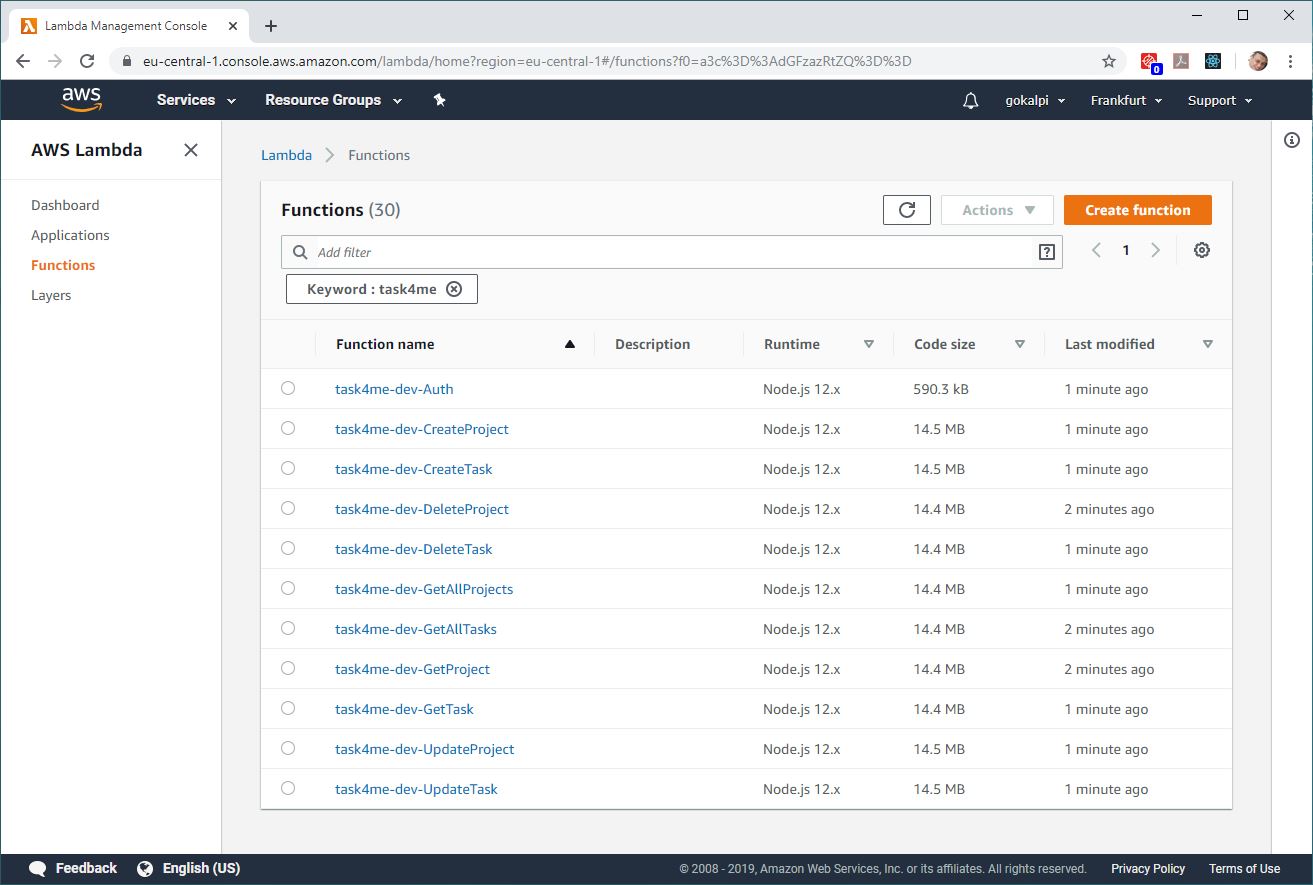 Lambda Management Console
eu-central-1.console.aws.amazon.com/lambda/home?region=eu-central-1#/functions?f0=a3c%3D%3AdGFzazRtZQ%3D%3D
0
aws Services Resource Groups gokalpi Frankfurt Support
AWS Lambda
Dashboard
Applications
Functions
Layers
Lambda Functions
Functions (30) Actions Create function
Add filter ? 1
Keyword : task4me
Function name Description Runtime Code size Last modified
task4me-dev-Auth Node.js 12.x 590.3 kB 1 minute ago
task4me-dev-CreateProject Node.js 12.x 14.5 MB 1 minute ago
task4me-dev-CreateTask Node.js 12.x 14.5 MB 1 minute ago
task4me-dev-DeleteProject Node.js 12.x 14.4 MB 2 minutes ago
task4me-dev-DeleteTask Node.js 12.x 14.4 MB 1 minute ago
task4me-dev-GetAllProjects Node.js 12.x 14.4 MB 1 minute ago
task4me-dev-GetAllTasks Node.js 12.x 14.4 MB 2 minutes ago
task4me-dev-GetProject Node.js 12.x 14.4 MB 2 minutes ago
task4me-dev-GetTask Node.js 12.x 14.4 MB 1 minute ago
task4me-dev-UpdateProject Node.js 12.x 14.5 MB 1 minute ago
task4me-dev-UpdateTask Node.js 12.x 14.5 MB 1 minute ago
Feedback English (US) © 2008 - 2019, Amazon Web Services, Inc. or its affiliates. All rights reserved. Privacy Policy Terms of Use